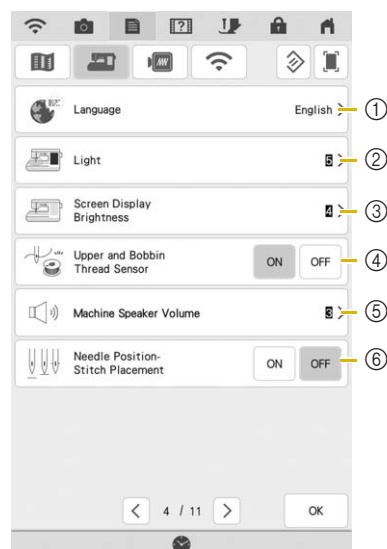 Language
English >
①
Light
5 >
②
Screen Display
Brightness
4 >
③
Upper and Bobbin
Thread Sensor
ON
OFF
④
Machine Speaker Volume
3 >
⑤
Needle Position-
Stitch Placement
ON
OFF
⑥
< 4 / 11 >
OK